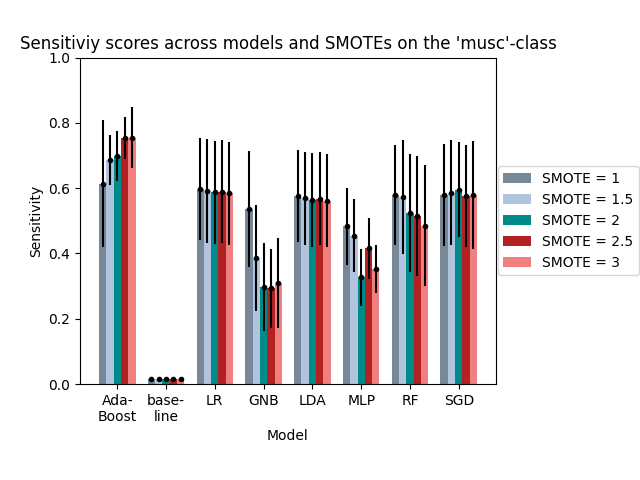 Sensitiviy scores across models and SMOTEs on the 'musc'-class
1.0
0.8
0.6
0.4
0.2
0.0
Sensitivity
Ada-
Boost
base-
line
LR
GNB
LDA
MLP
RF
SGD
Model
SMOTE = 1
SMOTE = 1.5
SMOTE = 2
SMOTE = 2.5
SMOTE = 3